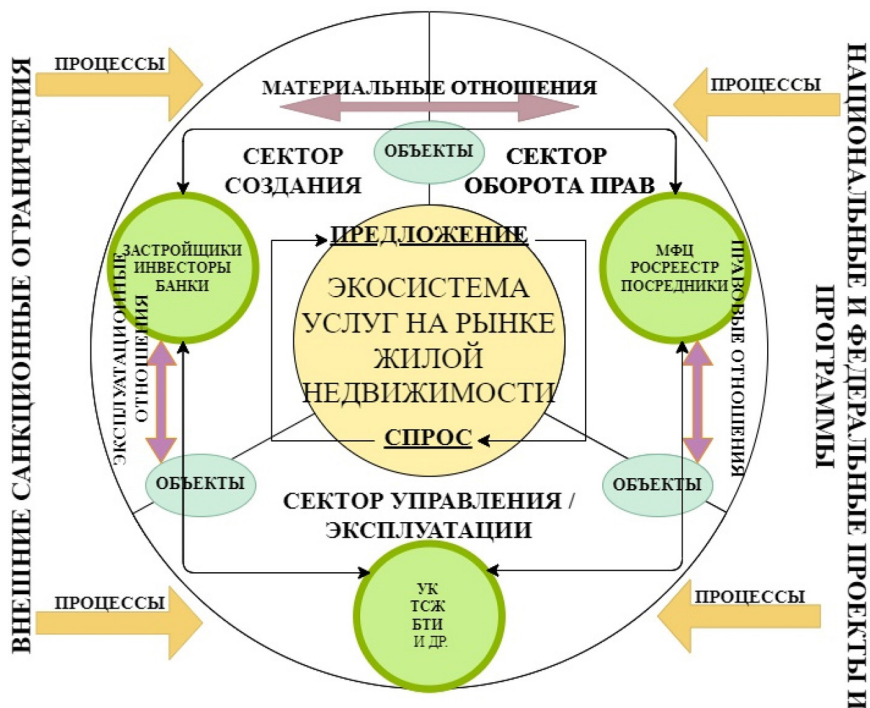 ВНЕШНИЕ САНКЦИОННЫЕ ОГРАНИЧЕНИЯ
ПРОЦЕССЫ
ПРОЦЕССЫ
МАТЕРИАЛЬНЫЕ ОТНОШЕНИЯ
ОБЪЕКТЫ
СЕКТОР
СОЗДАНИЯ
СЕКТОР
ОБОРОТА ПРАВ
ЗАСТРОЙЩИКИ
ИНВЕСТОРЫ
БАНКИ
ЭКСПЛУАТАЦИОННЫЕ
ОТНОШЕНИЯ
ПРЕДЛОЖЕНИЕ
ЭКОСИСТЕМА
УСЛУГ НА РЫНКЕ
ЖИЛОЙ
НЕДВИЖИМОСТИ
СПРОС
МФЦ
РОСРЕЕСТР
ПОСРЕДНИКИ
ПРАВОВЫЕ ОТНОШЕНИЯ
ОБЪЕКТЫ
ОБЪЕКТЫ
СЕКТОР УПРАВЛЕНИЯ /
ЭКСПЛУАТАЦИИ
УК
ТСЖ
БТИ
И ДР.
ПРОЦЕССЫ
ПРОЦЕССЫ
НАЦИОНАЛЬНЫЕ И ФЕДЕРАЛЬНЫЕ ПРОЕКТЫ И
ПРОГРАММЫ